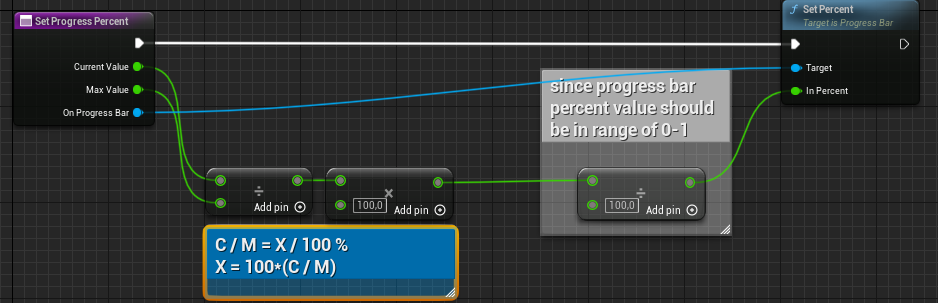 Set Progress Percent
Current Value
Max Value
On Progress Bar
f Set Percent
Target is Progress Bar
Target
In Percent
since progress bar
percent value should
be in range of 0-1
÷
Add pin
×
100,0
Add pin
÷
100,0
Add pin
C / M = X / 100 %
X = 100*(C / M)